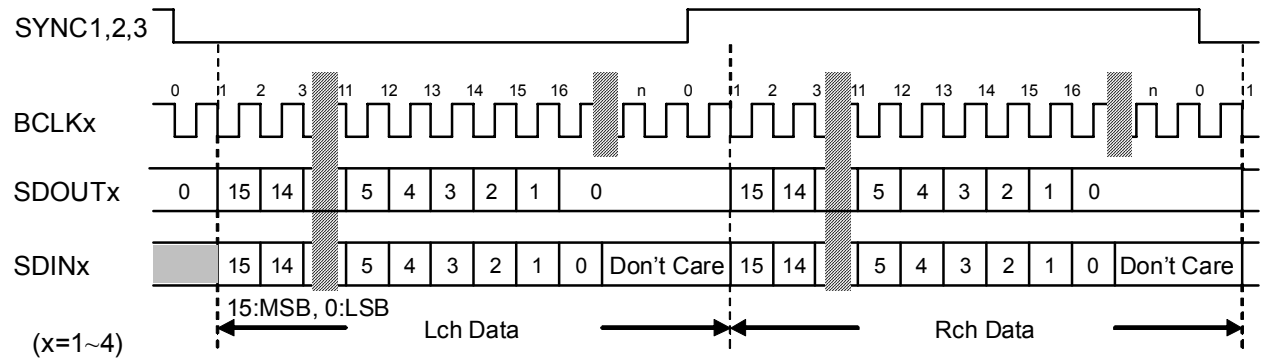 SYNC1,2,3
0 1 2 3 11 12 13 14 15 16 n 0 1 2 3 11 12 13 14 15 16 n 0 1
BCLKx
SDOUTx 0 15 14 5 4 3 2 1 0 15 14 5 4 3 2 1 0
SDINx 15 14 5 4 3 2 1 0 Don't Care 15 14 5 4 3 2 1 0 Don't Care
15:MSB, 0:LSB
(x=1~4) Lch Data Rch Data